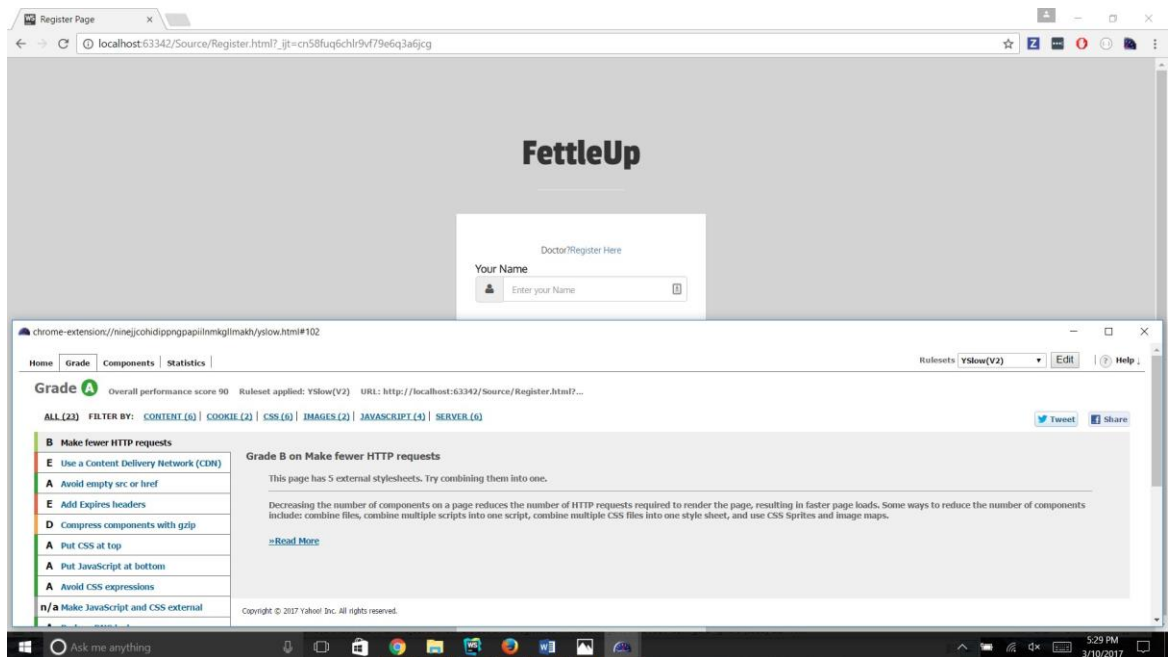 Register Page
localhost:63342/Source/Register.html?_ijt=cn58fuq6chlr9vf79e6q3a6jcg
FettleUp
Doctor?Register Here
Your Name
Enter your Name
chrome-extension://ninejjcohidippngpapiilnmkgllmakh/yslow.html#102
Home Grade Components Statistics
Rulesets YSlow(V2) Edit ? Help ↓
Grade A Overall performance score 90 Ruleset applied: YSlow(V2) URL: http://localhost:63342/Source/Register.html?...
ALL (23) FILTER BY: CONTENT (6) | COOKIE (2) | CSS (6) | IMAGES (2) | JAVASCRIPT (4) | SERVER (6)
Tweet Share
B Make fewer HTTP requests
E Use a Content Delivery Network (CDN)
A Avoid empty src or href
E Add Expires headers
D Compress components with gzip
A Put CSS at top
A Put JavaScript at bottom
A Avoid CSS expressions
n/a Make JavaScript and CSS external
Grade B on Make fewer HTTP requests
This page has 5 external stylesheets. Try combining them into one.
Decreasing the number of components on a page reduces the number of HTTP requests required to render the page, resulting in faster page loads. Some ways to reduce the number of components
include: combine files, combine multiple scripts into one script, combine multiple CSS files into one style sheet, and use CSS Sprites and image maps.
»Read More
Copyright © 2017 Yahoo! Inc. All rights reserved.
Ask me anything
5:29 PM
3/10/2017